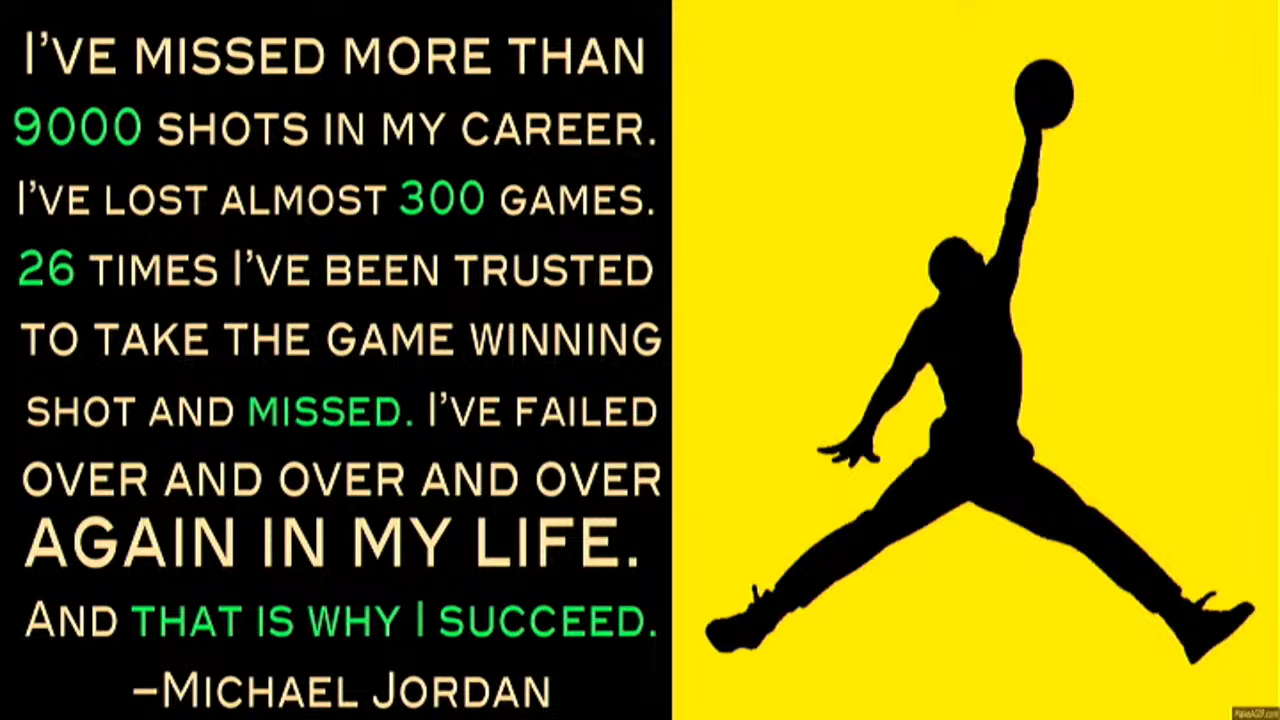 I'VE MISSED MORE THAN
9000 SHOTS IN MY CAREER.
I'VE LOST ALMOST 300 GAMES.
26 TIMES I'VE BEEN TRUSTED
TO TAKE THE GAME WINNING
SHOT AND MISSED. I'VE FAILED
OVER AND OVER AND OVER
AGAIN IN MY LIFE.
AND THAT IS WHY I SUCCEED.
–MICHAEL JORDAN
MakeAGIF.com